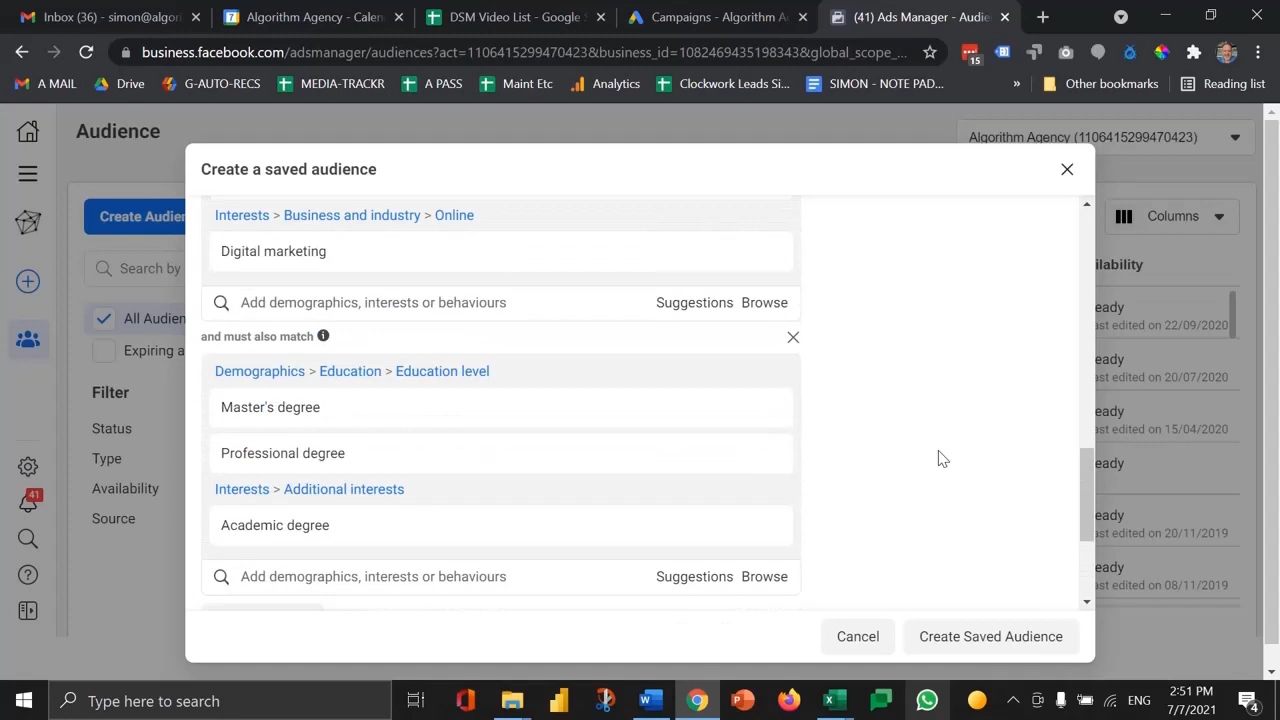 Inbox (36) - simon@algori
Algorithm Agency - Calen
DSM Video List - Google S
Campaigns - Algorithm A
(41) Ads Manager - Audie
business.facebook.com/adsmanager/audiences?act=1106415299470423&business_id=1082469435198343&global_scope_...
15
A MAIL
Drive
G-AUTO-RECS
MEDIA-TRACKR
A PASS
Maint Etc
Analytics
Clockwork Leads Si...
SIMON - NOTE PAD...
»
Other bookmarks
Reading list
Audience
Algorithm Agency (1106415299470423)
Create a saved audience
Create Audien
Columns
Interests > Business and industry > Online
Digital marketing
Search by
ilability
Add demographics, interests or behaviours
Suggestions
Browse
All Audien
eady
ast edited on 22/09/2020
and must also match
Expiring a
eady
ast edited on 20/07/2020
Demographics > Education > Education level
Filter
Master's degree
eady
ast edited on 15/04/2020
Status
Professional degree
Type
eady
Availability
Interests > Additional interests
Source
Academic degree
eady
ast edited on 20/11/2019
41
Add demographics, interests or behaviours
Suggestions
Browse
eady
ast edited on 08/11/2019
Cancel
Create Saved Audience
Type here to search
ENG
2:51 PM
7/7/2021
4